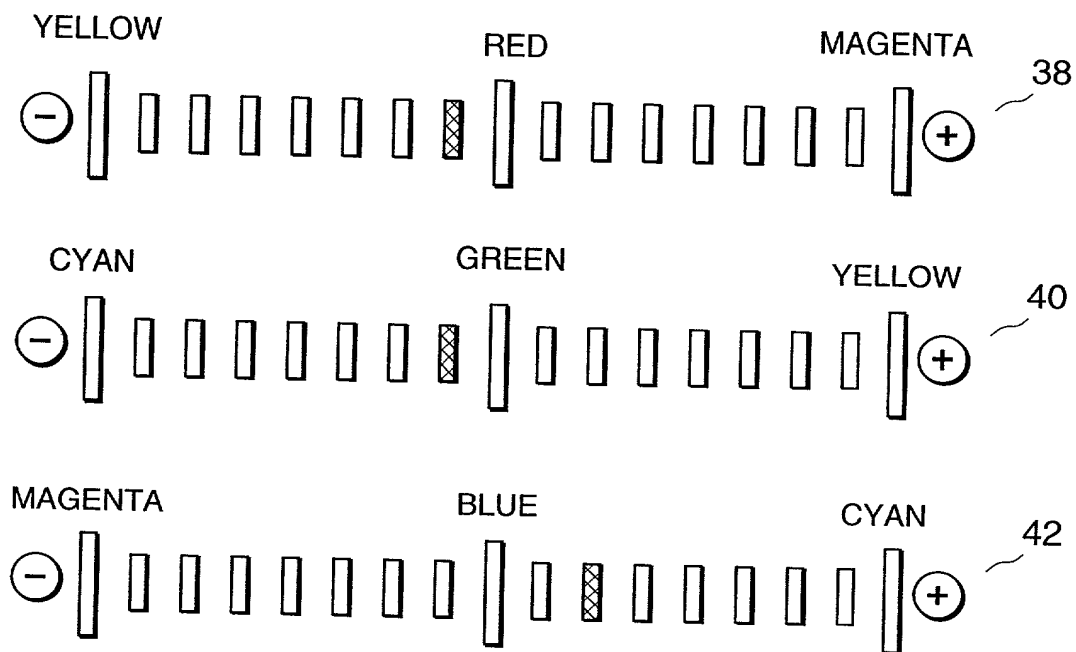 YELLOW RED MAGENTA
− + 38
CYAN GREEN YELLOW
− + 40
MAGENTA BLUE CYAN
− + 42